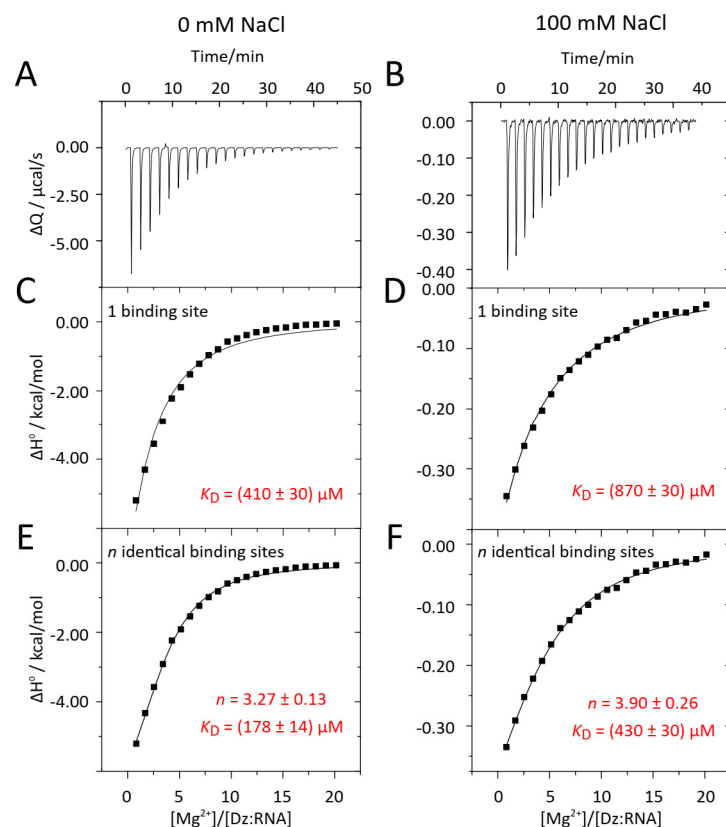 0 mM NaCl
100 mM NaCl
Time/min
Time/min
A
B
0 10 20 30 40 50
0 10 20 30 40
ΔQ / μcal/s
0.00
-2.50
-5.00
0.00
-0.10
-0.20
-0.30
-0.40
C
D
1 binding site
1 binding site
ΔH⁰ / kcal/mol
0.00
-2.00
-4.00
0.00
-0.10
-0.20
-0.30
K_D = (410 ± 30) μM
K_D = (870 ± 30) μM
E
F
n identical binding sites
n identical binding sites
ΔH⁰ / kcal/mol
0.00
-2.00
-4.00
0.00
-0.10
-0.20
-0.30
n = 3.27 ± 0.13
K_D = (178 ± 14) μM
n = 3.90 ± 0.26
K_D = (430 ± 30) μM
0 5 10 15 20
0 5 10 15 20
[Mg²⁺]/[Dz:RNA]
[Mg²⁺]/[Dz:RNA]